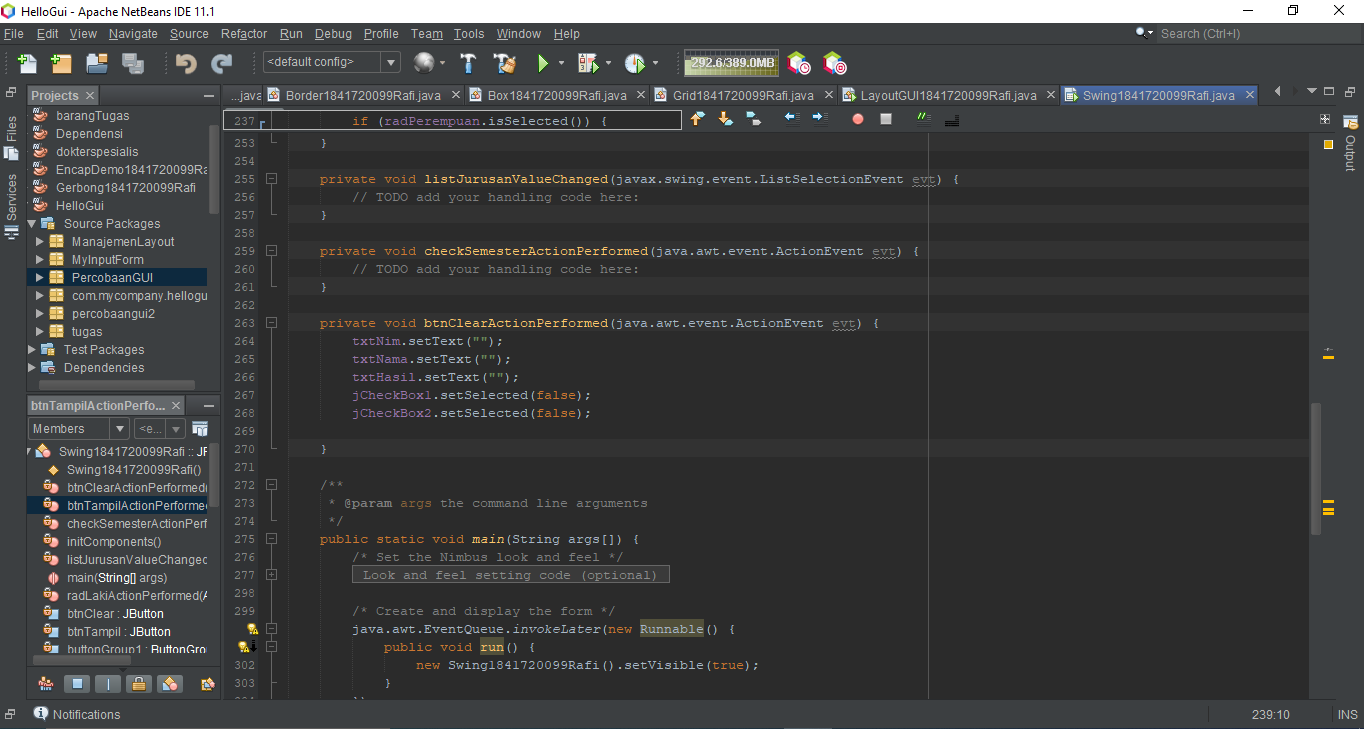 HelloGui - Apache NetBeans IDE 11.1
File Edit View Navigate Source Refactor Run Debug Profile Team Tools Window Help
Search (Ctrl+I)
<default config>
292.6/389.0MB
Projects
...java
Border1841720099Rafi.java
Box1841720099Rafi.java
Grid1841720099Rafi.java
LayoutGUI1841720099Rafi.java
Swing1841720099Rafi.java
Files
Services
Output
barangTugas
Dependensi
dokterspesialis
EncapDemo1841720099Ra
Gerbong1841720099Rafi
HelloGui
Source Packages
ManajemenLayout
MyInputForm
PercobaanGUI
com.mycompany.hellogu
percobaangui2
tugas
Test Packages
Dependencies
btnTampilActionPerfo...
Members
<e...
Swing1841720099Rafi :: JF
Swing1841720099Rafi()
btnClearActionPerformed(
btnTampilActionPerforme
checkSemesterActionPerf
initComponents()
listJurusanValueChanged
main(String[] args)
radLakiActionPerformed(A
btnClear : JButton
btnTampil : JButton
buttonGroup1 : ButtonGrou
237 if (radPerempuan.isSelected()) {
253 }
254
255 private void listJurusanValueChanged(javax.swing.event.ListSelectionEvent evt) {
256 // TODO add your handling code here:
257 }
258
259 private void checkSemesterActionPerformed(java.awt.event.ActionEvent evt) {
260 // TODO add your handling code here:
261 }
262
263 private void btnClearActionPerformed(java.awt.event.ActionEvent evt) {
264 txtNim.setText("");
265 txtNama.setText("");
266 txtHasil.setText("");
267 jCheckBox1.setSelected(false);
268 jCheckBox2.setSelected(false);
269
270 }
271
272 /**
273 * @param args the command line arguments
274 */
275 public static void main(String args[]) {
276 /* Set the Nimbus look and feel */
277 Look and feel setting code (optional)
298
299 /* Create and display the form */
java.awt.EventQueue.invokeLater(new Runnable() {
public void run() {
302 new Swing1841720099Rafi().setVisible(true);
303 }
Notifications
239:10
INS